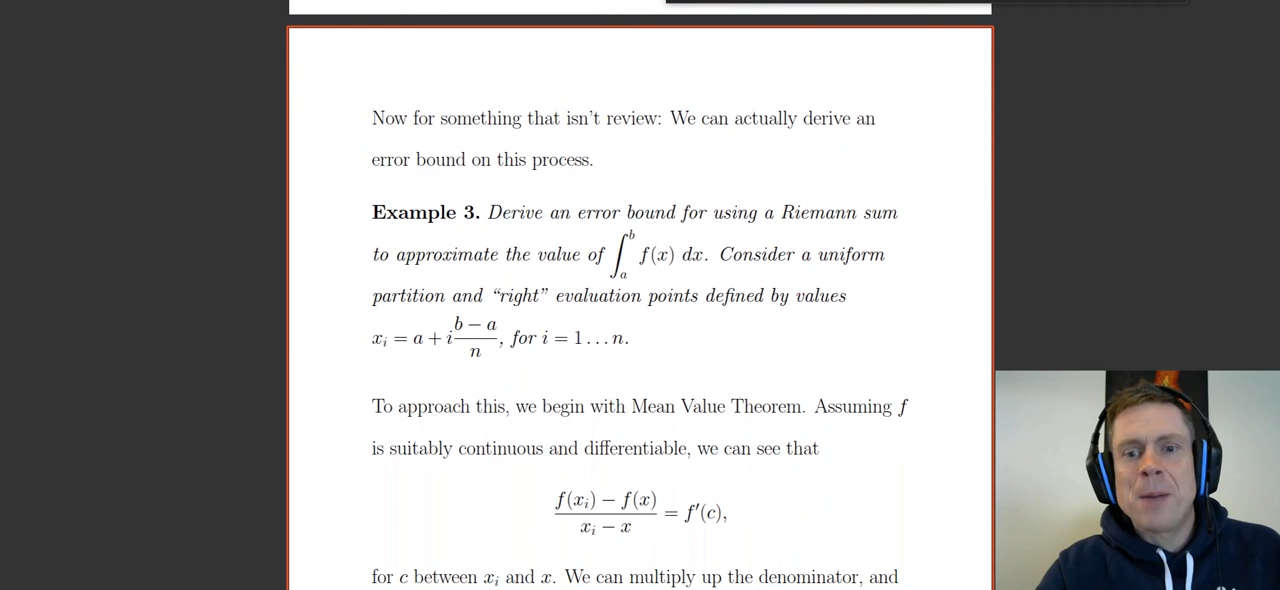 Now for something that isn't review: We can actually derive an
error bound on this process.
Example 3. Derive an error bound for using a Riemann sum
to approximate the value of ∫_a^b f(x) dx. Consider a uniform
partition and “right” evaluation points defined by values
x_i = a + i (b − a)/n, for i = 1 … n.
To approach this, we begin with Mean Value Theorem. Assuming f
is suitably continuous and differentiable, we can see that
(f(x_i) − f(x))/(x_i − x) = f′(c),
for c between x_i and x. We can multiply up the denominator, and